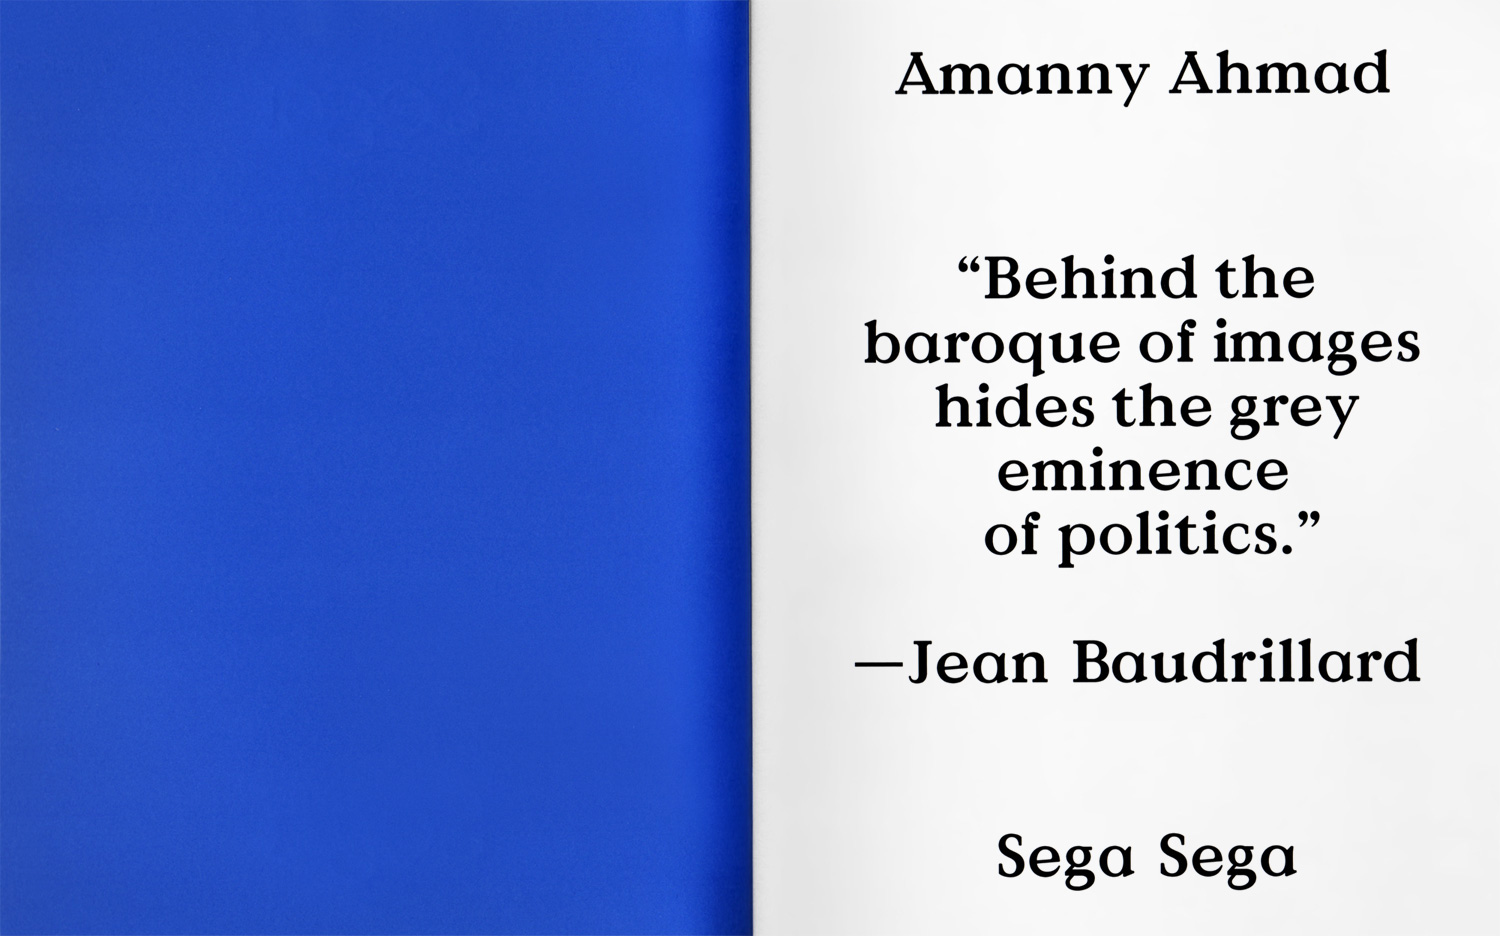 Amanny Ahmad
“Behind the
baroque of images
hides the grey
eminence
of politics.”
—Jean Baudrillard
Sega Sega